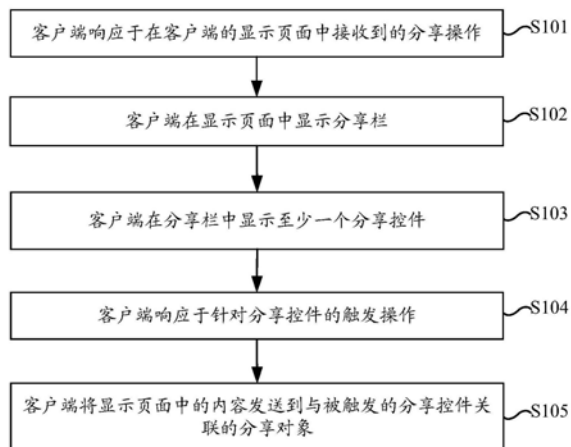 客户端响应于在客户端的显示页面中接收到的分享操作
S101
客户端在显示页面中显示分享栏
S102
客户端在分享栏中显示至少一个分享控件
S103
客户端响应于针对分享控件的触发操作
S104
客户端将显示页面中的内容发送到与被触发的分享控件关
联的分享对象
S105